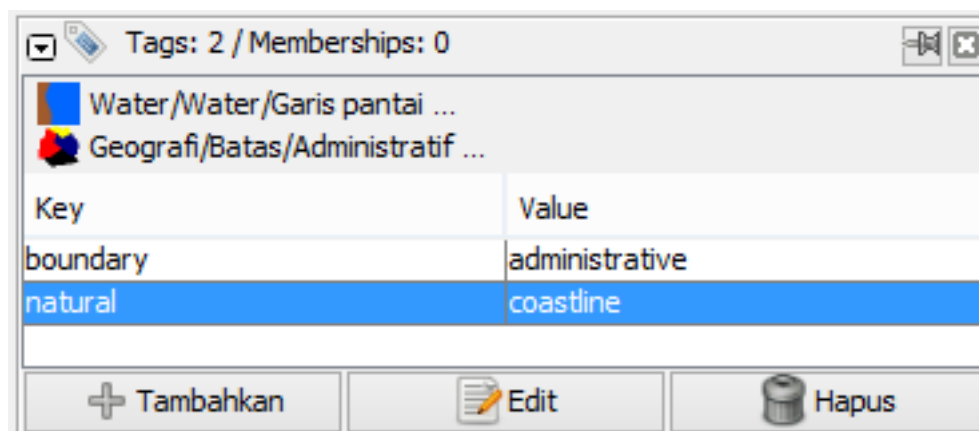 Tags: 2 / Memberships: 0
Water/Water/Garis pantai ...
Geografi/Batas/Administratif ...
Key Value
boundary administrative
natural coastline
Tambahkan Edit Hapus